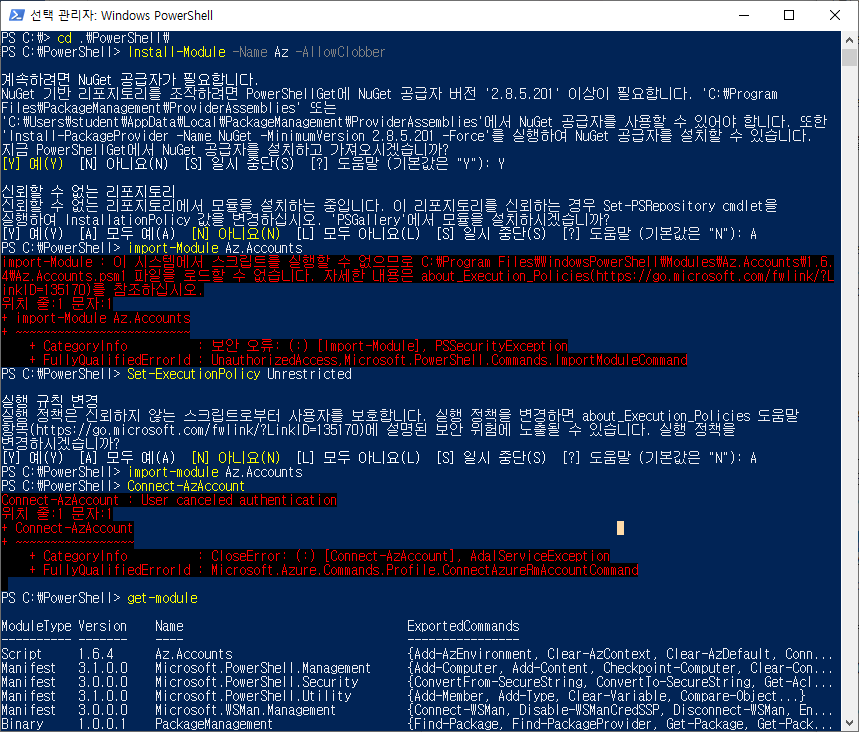 선택 관리자: Windows PowerShell
PS C:\> cd .\PowerShell\
PS C:\PowerShell> Install-Module -Name Az -AllowClobber
계속하려면 NuGet 공급자가 필요합니다.
NuGet 기반 리포지토리를 조작하려면 PowerShellGet에 NuGet 공급자 버전 '2.8.5.201' 이상이 필요합니다. 'C:\Program
Files\PackageManagement\ProviderAssemblies' 또는
'C:\Users\student\AppData\Local\PackageManagement\ProviderAssemblies'에서 NuGet 공급자를 사용할 수 있어야 합니다. 또한
'Install-PackageProvider -Name NuGet -MinimumVersion 2.8.5.201 -Force'를 실행하여 NuGet 공급자를 설치할 수 있습니다.
지금 PowerShellGet에서 NuGet 공급자를 설치하고 가져오시겠습니까?
[Y] 예(Y)  [N] 아니요(N)  [S] 일시 중단(S)  [?] 도움말 (기본값은 "Y"): Y
신뢰할 수 없는 리포지토리
신뢰할 수 없는 리포지토리에서 모듈을 설치하는 중입니다. 이 리포지토리를 신뢰하는 경우 Set-PSRepository cmdlet을
실행하여 InstallationPolicy 값을 변경하십시오. 'PSGallery'에서 모듈을 설치하시겠습니까?
[Y] 예(Y)  [A] 모두 예(A)  [N] 아니요(N)  [L] 모두 아니요(L)  [S] 일시 중단(S)  [?] 도움말 (기본값은 "N"): A
PS C:\PowerShell> import-Module Az.Accounts
import-Module : 이 시스템에서 스크립트를 실행할 수 없으므로 C:\Program Files\WindowsPowerShell\Modules\Az.Accounts\1.6.
4\Az.Accounts.psm1 파일을 로드할 수 없습니다. 자세한 내용은 about_Execution_Policies(https://go.microsoft.com/fwlink/?L
inkID=135170)를 참조하십시오.
위치 줄:1 문자:1
+ import-Module Az.Accounts
+ ~~~~~~~~~~~~~~~~~~~~~~~~~
    + CategoryInfo          : 보안 오류: (:) [Import-Module], PSSecurityException
    + FullyQualifiedErrorId : UnauthorizedAccess,Microsoft.PowerShell.Commands.ImportModuleCommand
PS C:\PowerShell> Set-ExecutionPolicy Unrestricted
실행 규칙 변경
실행 정책은 신뢰하지 않는 스크립트로부터 사용자를 보호합니다. 실행 정책을 변경하면 about_Execution_Policies 도움말
항목(https://go.microsoft.com/fwlink/?LinkID=135170)에 설명된 보안 위험에 노출될 수 있습니다. 실행 정책을
변경하시겠습니까?
[Y] 예(Y)  [A] 모두 예(A)  [N] 아니요(N)  [L] 모두 아니요(L)  [S] 일시 중단(S)  [?] 도움말 (기본값은 "N"): A
PS C:\PowerShell> import-module Az.Accounts
PS C:\PowerShell> Connect-AzAccount
Connect-AzAccount : User canceled authentication
위치 줄:1 문자:1
+ Connect-AzAccount
+ ~~~~~~~~~~~~~~~~~
    + CategoryInfo          : CloseError: (:) [Connect-AzAccount], AdalServiceException
    + FullyQualifiedErrorId : Microsoft.Azure.Commands.Profile.ConnectAzureRmAccountCommand
PS C:\PowerShell> get-module
ModuleType Version    Name                                ExportedCommands
---------- -------    ----                                ----------------
Script     1.6.4      Az.Accounts                         {Add-AzEnvironment, Clear-AzContext, Clear-AzDefault, Conn...
Manifest   3.1.0.0    Microsoft.PowerShell.Management     {Add-Computer, Add-Content, Checkpoint-Computer, Clear-Con...
Manifest   3.0.0.0    Microsoft.PowerShell.Security       {ConvertFrom-SecureString, ConvertTo-SecureString, Get-Acl...
Manifest   3.1.0.0    Microsoft.PowerShell.Utility        {Add-Member, Add-Type, Clear-Variable, Compare-Object...}
Manifest   3.0.0.0    Microsoft.WSMan.Management          {Connect-WSMan, Disable-WSManCredSSP, Disconnect-WSMan, En...
Binary     1.0.0.1    PackageManagement                   {Find-Package, Find-PackageProvider, Get-Package, Get-Pack...